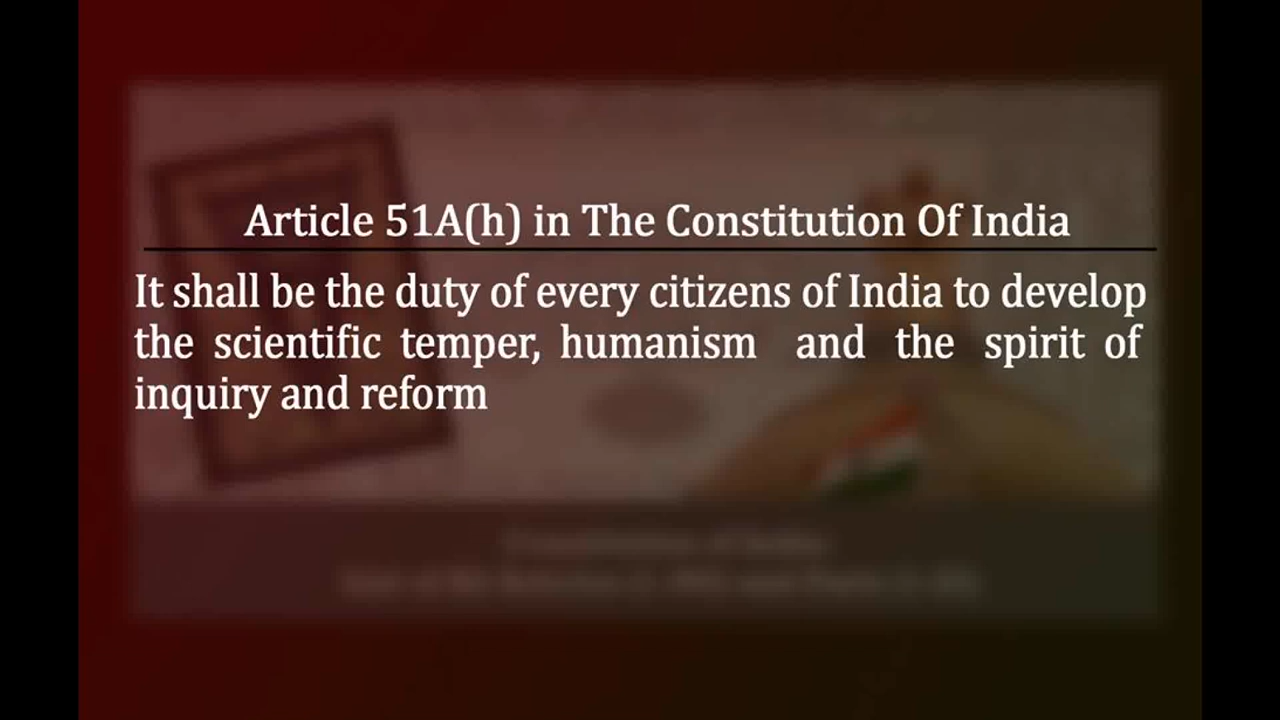 Article 51A(h) in The Constitution Of India
It shall be the duty of every citizens of India to develop
the scientific temper, humanism and the spirit of
inquiry and reform